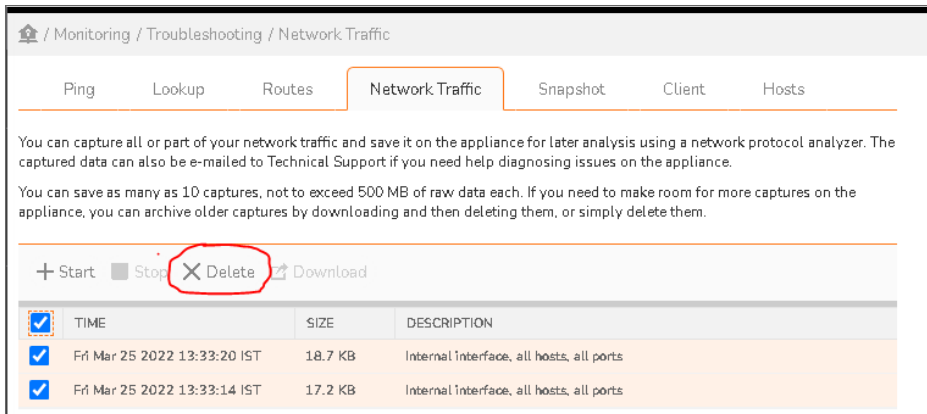 / Monitoring / Troubleshooting / Network Traffic
Ping Lookup Routes Network Traffic Snapshot Client Hosts
You can capture all or part of your network traffic and save it on the appliance for later analysis using a network protocol analyzer. The
captured data can also be e-mailed to Technical Support if you need help diagnosing issues on the appliance.
You can save as many as 10 captures, not to exceed 500 MB of raw data each. If you need to make room for more captures on the
appliance, you can archive older captures by downloading and then deleting them, or simply delete them.
Start Stop Delete Download
TIME SIZE DESCRIPTION
Fri Mar 25 2022 13:33:20 IST 18.7 KB Internal interface, all hosts, all ports
Fri Mar 25 2022 13:33:14 IST 17.2 KB Internal interface, all hosts, all ports